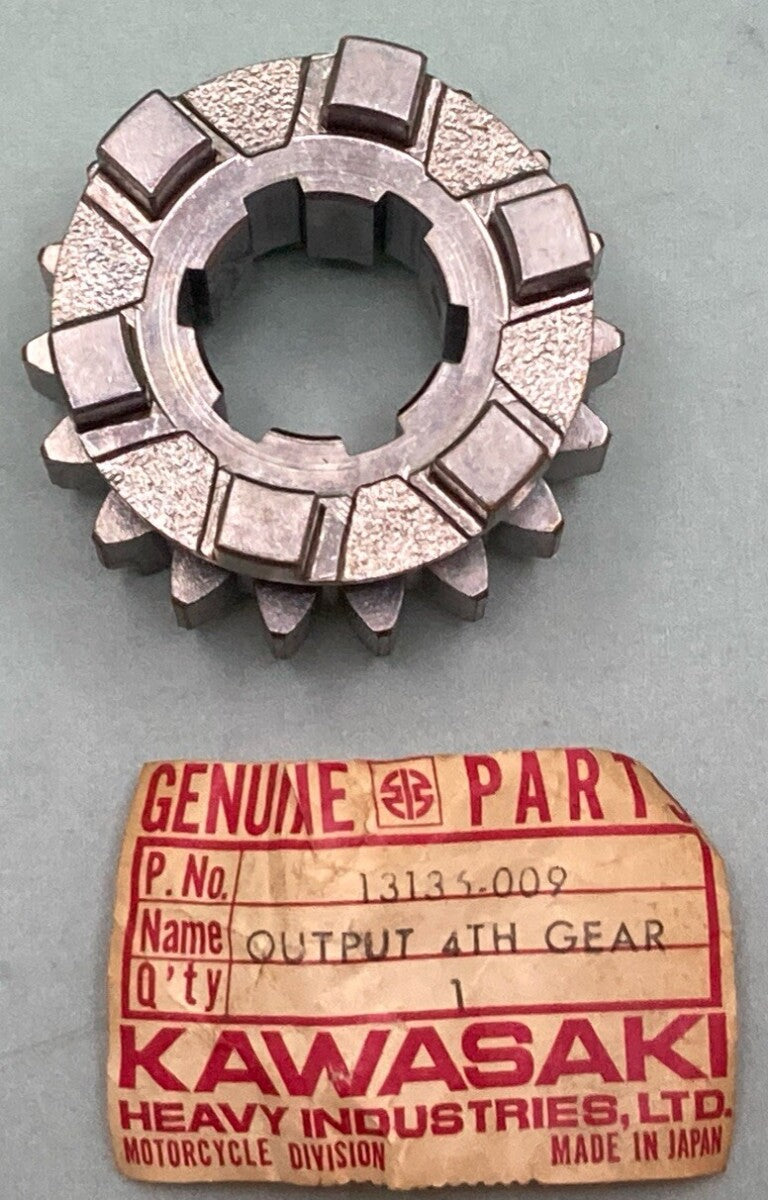 GENUINE PARTS
P. No. 13135-009
Name OUTPUT 4TH GEAR
Q'ty 1
KAWASAKI
HEAVY INDUSTRIES, LTD.
MOTORCYCLE DIVISION MADE IN JAPAN